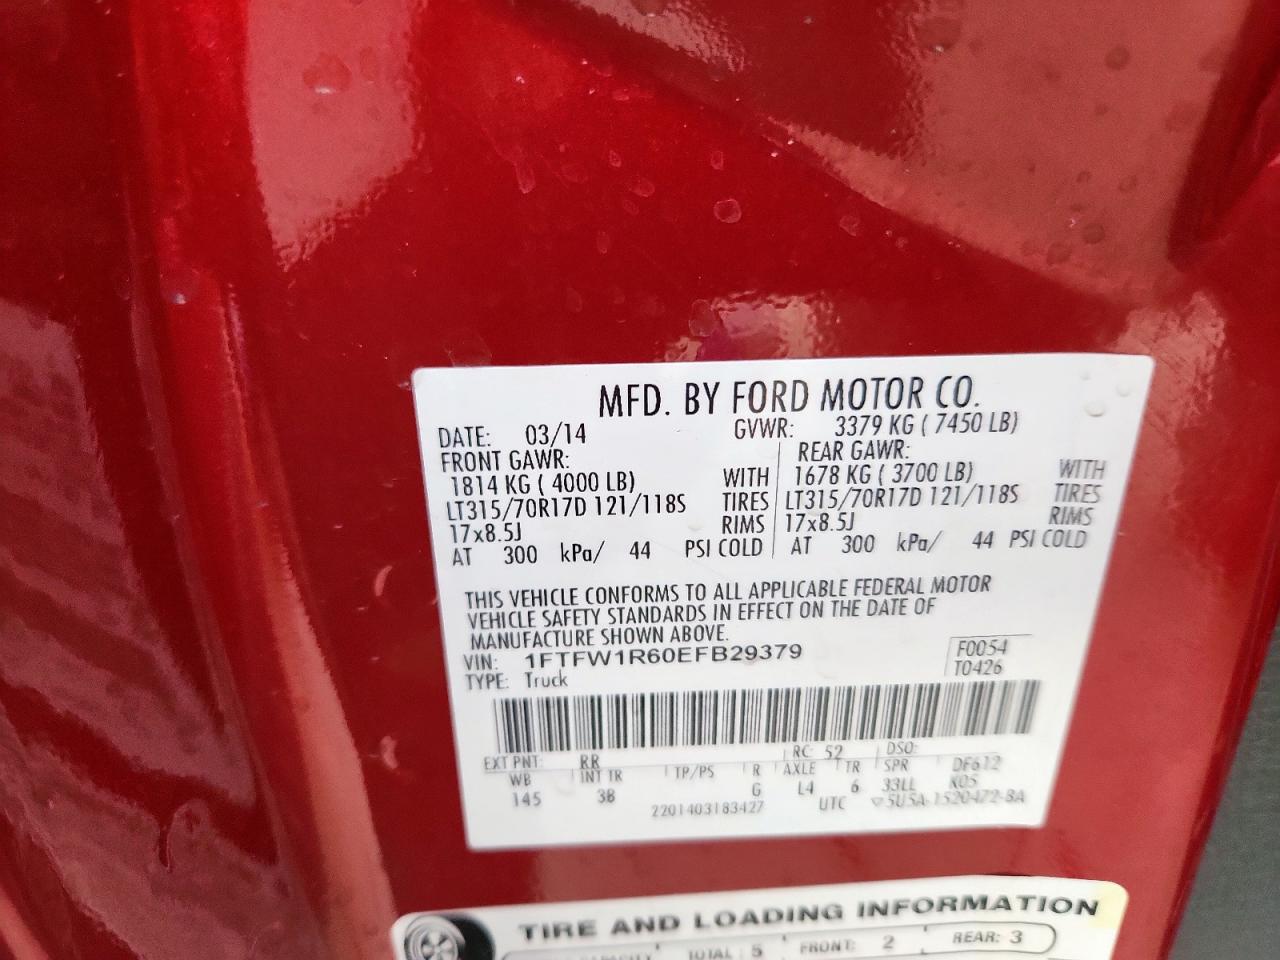 MFD. BY FORD MOTOR CO.
DATE: 03/14 GVWR: 3379 KG ( 7450 LB)
FRONT GAWR: REAR GAWR:
1814 KG ( 4000 LB) WITH 1678 KG ( 3700 LB) WITH
LT315/70R17D 121/118S TIRES LT315/70R17D 121/118S TIRES
17x8.5J RIMS 17x8.5J RIMS
AT 300 kPa/ 44 PSI COLD AT 300 kPa/ 44 PSI COLD
THIS VEHICLE CONFORMS TO ALL APPLICABLE FEDERAL MOTOR
VEHICLE SAFETY STANDARDS IN EFFECT ON THE DATE OF
MANUFACTURE SHOWN ABOVE.
VIN: 1FTFW1R60EFB29379 F0054
TYPE: Truck T0426
EXT PNT: RR RC: 52 DSO:
WB INT TR TP/PS R AXLE TR SPR DF612
145 38 G L4 6 33LL K05
2201403183427 UTC 5U5A-1520472-BA
TIRE AND LOADING INFORMATION
TOTAL : 5 FRONT: 2 REAR: 3